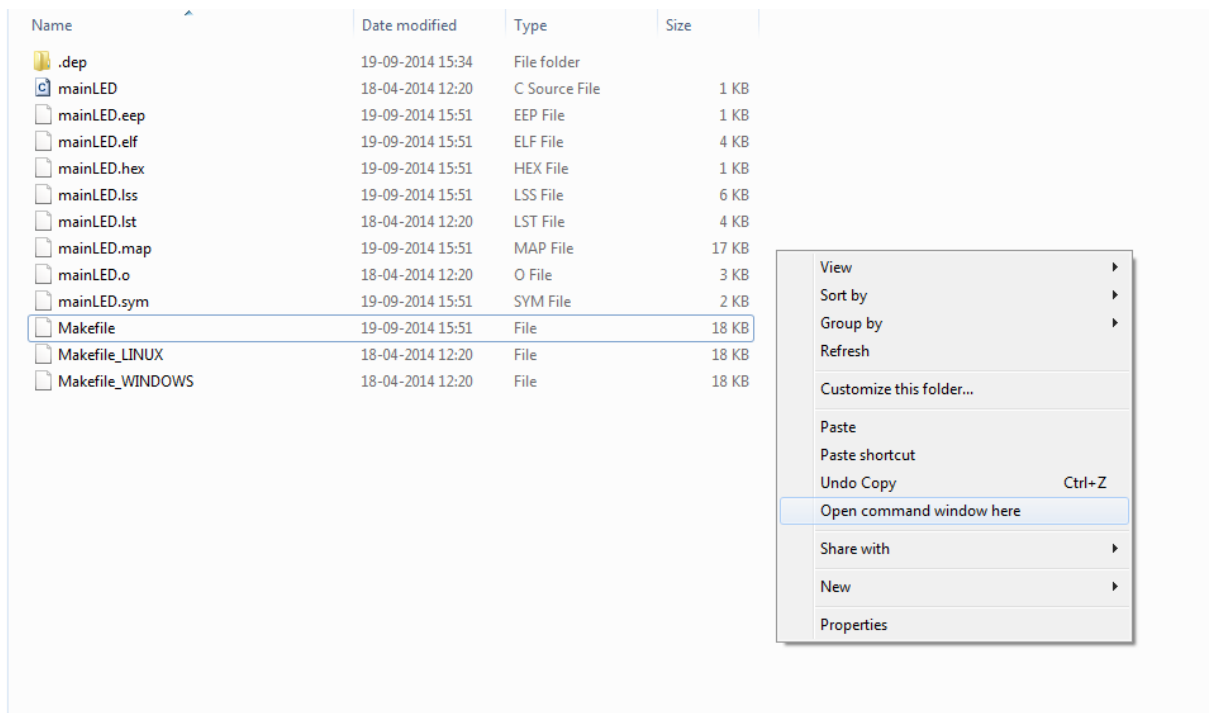 Name Date modified Type Size
.dep 19-09-2014 15:34 File folder
mainLED 18-04-2014 12:20 C Source File 1 KB
mainLED.eep 19-09-2014 15:51 EEP File 1 KB
mainLED.elf 19-09-2014 15:51 ELF File 4 KB
mainLED.hex 19-09-2014 15:51 HEX File 1 KB
mainLED.lss 19-09-2014 15:51 LSS File 6 KB
mainLED.lst 18-04-2014 12:20 LST File 4 KB
mainLED.map 19-09-2014 15:51 MAP File 17 KB
mainLED.o 18-04-2014 12:20 O File 3 KB
mainLED.sym 19-09-2014 15:51 SYM File 2 KB
Makefile 19-09-2014 15:51 File 18 KB
Makefile_LINUX 18-04-2014 12:20 File 18 KB
Makefile_WINDOWS 18-04-2014 12:20 File 18 KB
View
Sort by
Group by
Refresh
Customize this folder...
Paste
Paste shortcut
Undo Copy Ctrl+Z
Open command window here
Share with
New
Properties